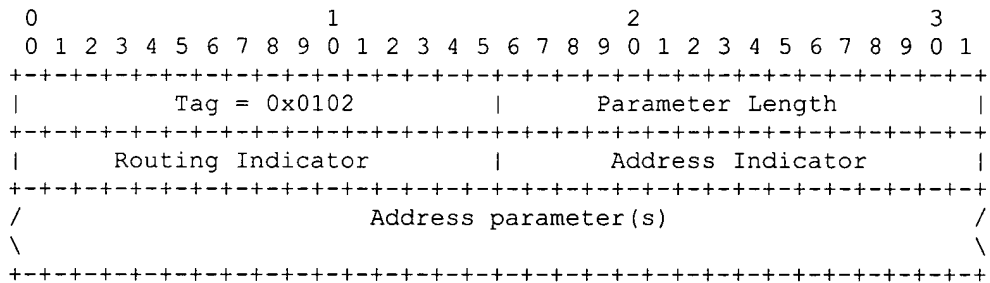 0                   1                   2                   3
0 1 2 3 4 5 6 7 8 9 0 1 2 3 4 5 6 7 8 9 0 1 2 3 4 5 6 7 8 9 0 1
+-+-+-+-+-+-+-+-+-+-+-+-+-+-+-+-+-+-+-+-+-+-+-+-+-+-+-+-+-+-+-+-+
| Tag = 0x0102 | Parameter Length |
+-+-+-+-+-+-+-+-+-+-+-+-+-+-+-+-+-+-+-+-+-+-+-+-+-+-+-+-+-+-+-+-+
| Routing Indicator | Address Indicator |
+-+-+-+-+-+-+-+-+-+-+-+-+-+-+-+-+-+-+-+-+-+-+-+-+-+-+-+-+-+-+-+-+
/ Address parameter(s) /
\ \
+-+-+-+-+-+-+-+-+-+-+-+-+-+-+-+-+-+-+-+-+-+-+-+-+-+-+-+-+-+-+-+-+